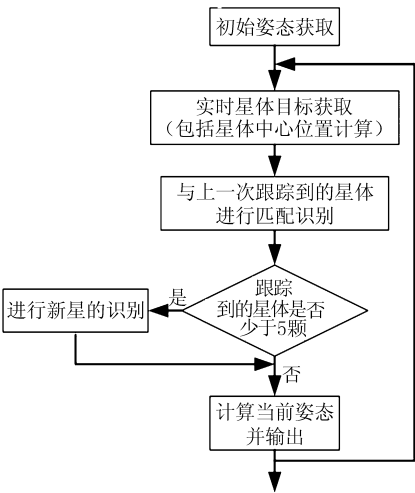 初始姿态获取
实时星体目标获取
（包括星体中心位置计算）
与上一次跟踪到的星体
进行匹配识别
跟踪
到的星体是否
少于5颗
是
进行新星的识别
否
计算当前姿态
并输出